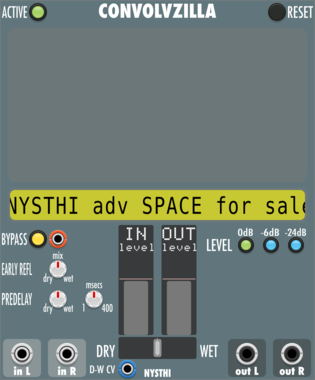 ACTIVE CONVOLVZILLA RESET
NYSTHI adv SPACE for sale
BYPASS
IN level
OUT level
LEVEL 0dB -6dB -24dB
EARLY REFL mix dry wet
PREDELAY dry wet msecs 1 400
DRY WET
in L in R D-W CV NYSTHI out L out R